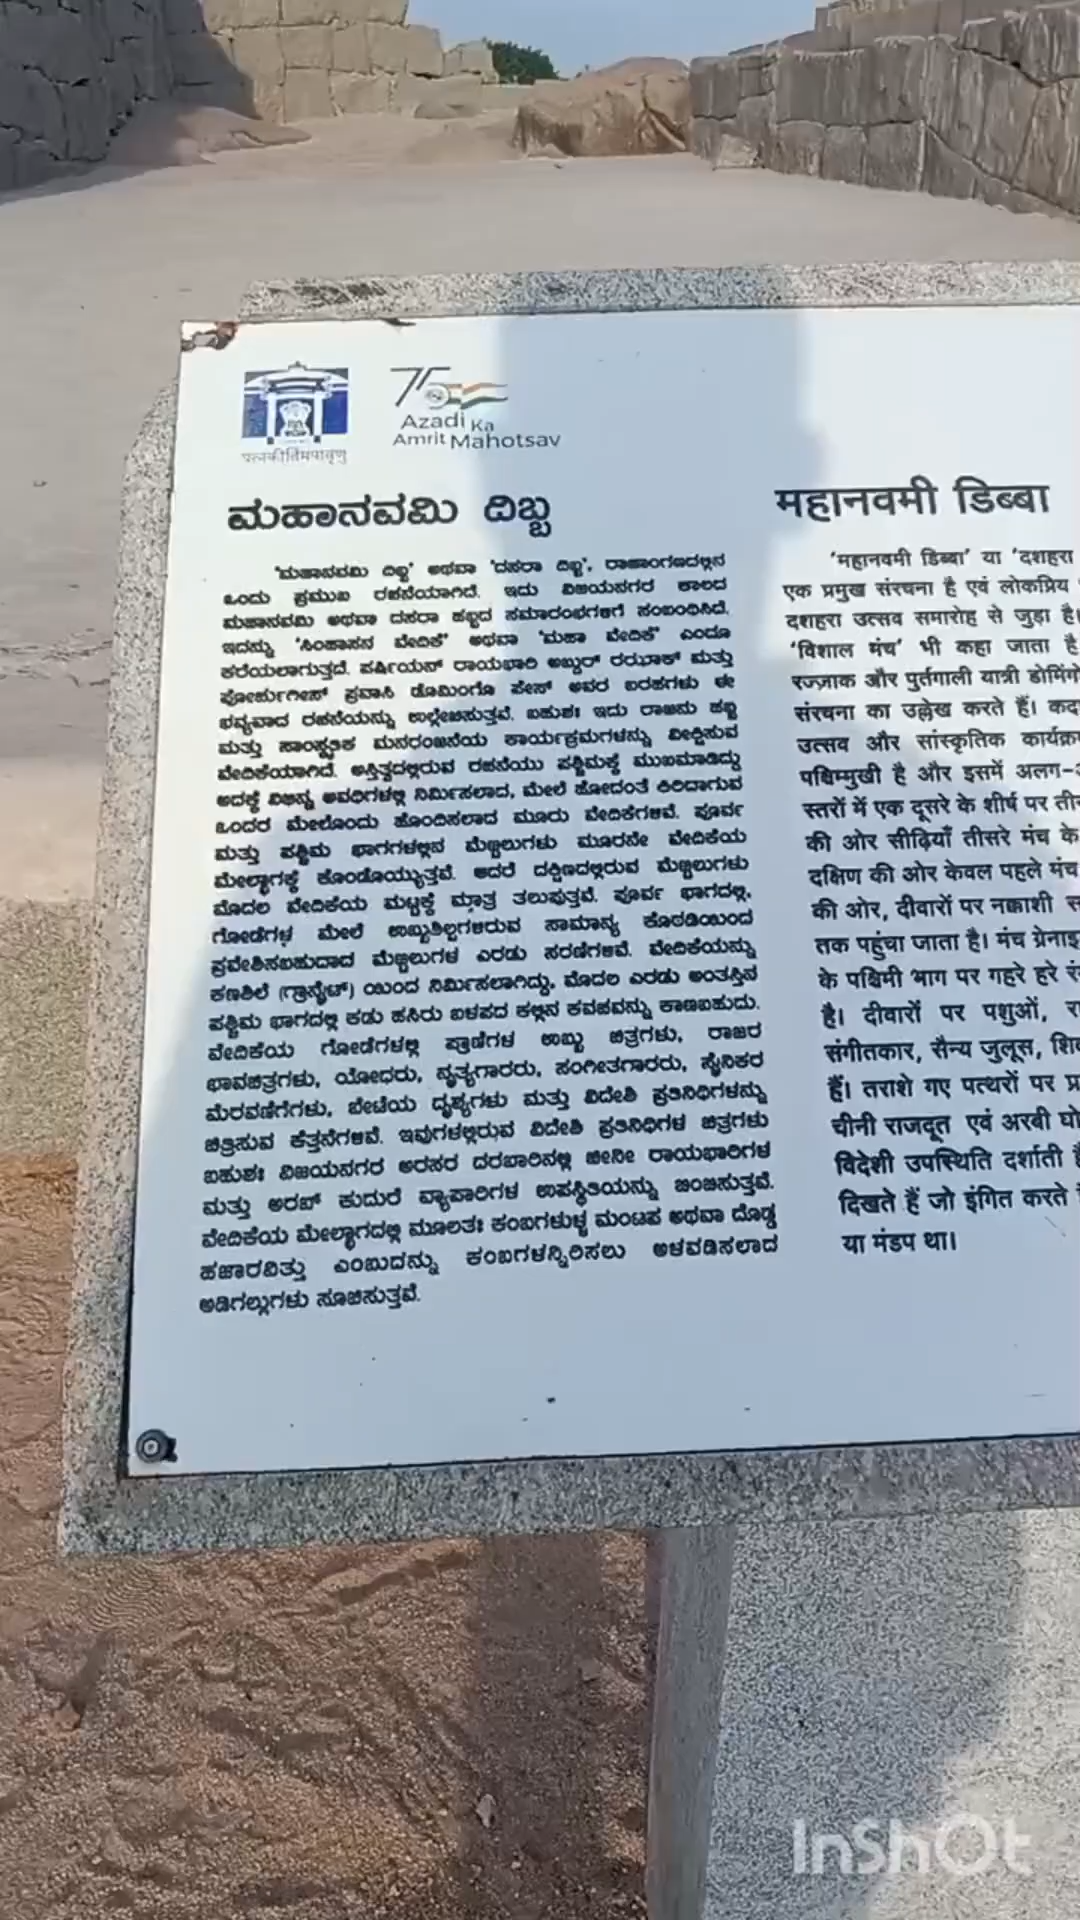 75
Azadi Ka
Amrit Mahotsav
प्रत्नकीर्तिमपावृणु
ಮಹಾನವಮಿ ದಿಬ್ಬ
'ಮಹಾನವಮಿ ದಿಬ್ಬ' ಅಥವಾ 'ದಸರಾ ದಿಬ್ಬ', ರಾಜಾಂಗಣದಲ್ಲಿನ
ಒಂದು ಪ್ರಮುಖ ರಚನೆಯಾಗಿದೆ. ಇದು ವಿಜಯನಗರ ಕಾಲದ
ಮಹಾನವಮಿ ಅಥವಾ ದಸರಾ ಹಬ್ಬದ ಸಮಾರಂಭಗಳಿಗೆ ಸಂಬಂಧಿಸಿದೆ.
ಇದನ್ನು 'ಸಿಂಹಾಸನ ವೇದಿಕೆ' ಅಥವಾ 'ಮಹಾ ವೇದಿಕೆ' ಎಂದೂ
ಕರೆಯಲಾಗುತ್ತದೆ. ಪರ್ಷಿಯನ್ ರಾಯಭಾರಿ ಅಬ್ದುರ್ ರಝಾಕ್ ಮತ್ತು
ಪೋರ್ಚುಗೀಸ್ ಪ್ರವಾಸಿ ಡೊಮಿಂಗೊ ಪೇಸ್ ಅವರ ಬರಹಗಳು ಈ
ಭವ್ಯವಾದ ರಚನೆಯನ್ನು ಉಲ್ಲೇಖಿಸುತ್ತವೆ. ಬಹುಶಃ ಇದು ರಾಜನು ಹಬ್ಬ
ಮತ್ತು ಸಾಂಸ್ಕೃತಿಕ ಮನರಂಜನೆಯ ಕಾರ್ಯಕ್ರಮಗಳನ್ನು ವೀಕ್ಷಿಸುವ
ವೇದಿಕೆಯಾಗಿದೆ. ಅಸ್ತಿತ್ವದಲ್ಲಿರುವ ರಚನೆಯು ಪಶ್ಚಿಮಕ್ಕೆ ಮುಖಮಾಡಿದ್ದು
ಅದಕ್ಕೆ ವಿಭಿನ್ನ ಅವಧಿಗಳಲ್ಲಿ ನಿರ್ಮಿಸಲಾದ, ಮೇಲೆ ಹೋದಂತೆ ಕಿರಿದಾಗುವ
ಒಂದರ ಮೇಲೊಂದು ಹೊಂದಿಸಲಾದ ಮೂರು ವೇದಿಕೆಗಳಿವೆ. ಪೂರ್ವ
ಮತ್ತು ಪಶ್ಚಿಮ ಭಾಗಗಳಲ್ಲಿನ ಮೆಟ್ಟಿಲುಗಳು ಮೂರನೇ ವೇದಿಕೆಯ
ಮೇಲ್ಭಾಗಕ್ಕೆ ಕೊಂಡೊಯ್ಯುತ್ತವೆ. ಆದರೆ ದಕ್ಷಿಣದಲ್ಲಿರುವ ಮೆಟ್ಟಿಲುಗಳು
ಮೊದಲ ವೇದಿಕೆಯ ಮಟ್ಟಕ್ಕೆ ಮಾತ್ರ ತಲುಪುತ್ತವೆ. ಪೂರ್ವ ಭಾಗದಲ್ಲಿ,
ಗೋಡೆಗಳ ಮೇಲೆ ಉಬ್ಬುಶಿಲ್ಪಗಳಿರುವ ಸಾಮಾನ್ಯ ಕೊಠಡಿಯಿಂದ
ಪ್ರವೇಶಿಸಬಹುದಾದ ಮೆಟ್ಟಿಲುಗಳ ಎರಡು ಸರಣಿಗಳಿವೆ. ವೇದಿಕೆಯನ್ನು
ಕಣಶಿಲೆ (ಗ್ರಾನೈಟ್) ಯಿಂದ ನಿರ್ಮಿಸಲಾಗಿದ್ದು, ಮೊದಲ ಎರಡು ಅಂತಸ್ತಿನ
ಪಶ್ಚಿಮ ಭಾಗದಲ್ಲಿ ಕಡು ಹಸಿರು ಬಳಪದ ಕಲ್ಲಿನ ಕವಚವನ್ನು ಕಾಣಬಹುದು.
ವೇದಿಕೆಯ ಗೋಡೆಗಳಲ್ಲಿ ಪ್ರಾಣಿಗಳ ಉಬ್ಬು ಚಿತ್ರಗಳು, ರಾಜರ
ಭಾವಚಿತ್ರಗಳು, ಯೋಧರು, ನೃತ್ಯಗಾರರು, ಸಂಗೀತಗಾರರು, ಸೈನಿಕರ
ಮೆರವಣಿಗೆಗಳು, ಬೇಟೆಯ ದೃಶ್ಯಗಳು ಮತ್ತು ವಿದೇಶಿ ಪ್ರತಿನಿಧಿಗಳನ್ನು
ಚಿತ್ರಿಸುವ ಕೆತ್ತನೆಗಳಿವೆ. ಇವುಗಳಲ್ಲಿರುವ ವಿದೇಶಿ ಪ್ರತಿನಿಧಿಗಳ ಚಿತ್ರಗಳು
ಬಹುಶಃ ವಿಜಯನಗರ ಅರಸರ ದರಬಾರಿನಲ್ಲಿ ಚೀನೀ ರಾಯಭಾರಿಗಳ
ಮತ್ತು ಅರಬ್ ಕುದುರೆ ವ್ಯಾಪಾರಿಗಳ ಉಪಸ್ಥಿತಿಯನ್ನು ಬಿಂಬಿಸುತ್ತವೆ.
ವೇದಿಕೆಯ ಮೇಲ್ಭಾಗದಲ್ಲಿ ಮೂಲತಃ ಕಂಬಗಳುಳ್ಳ ಮಂಟಪ ಅಥವಾ ದೊಡ್ಡ
ಹಜಾರವಿತ್ತು ಎಂಬುದನ್ನು ಕಂಬಗಳನ್ನಿರಿಸಲು ಅಳವಡಿಸಲಾದ
ಅಡಿಗಲ್ಲುಗಳು ಸೂಚಿಸುತ್ತವೆ.
महानवमी डिब्बा
'महानवमी डिब्बा' या 'दशहरा
एक प्रमुख संरचना है एवं लोकप्रिय
दशहरा उत्सव समारोह से जुड़ा है।
'विशाल मंच' भी कहा जाता है
रज्ज़ाक और पुर्तगाली यात्री डोमिंगो
संरचना का उल्लेख करते हैं।
उत्सव और सांस्कृतिक
पश्चिममुखी है और इसमें
स्तरों में एक दूसरे के शीर्ष पर
की ओर सीढ़ियाँ तीसरे मंच के
दक्षिण की ओर केवल पहले मंच
की ओर, दीवारों पर नक्काशी
तक पहुंचा जाता है। मंच
के पश्चिमी भाग पर गहरे हरे
है। दीवारों पर पशुओं,
संगीतकार, सैन्य जुलूस,
हैं। तराशे गए पत्थरों पर
चीनी राजदूत एवं अरबी
विदेशी उपस्थिति दर्शाती
दिखते हैं जो इंगित करते
या मंडप था।
InShOt